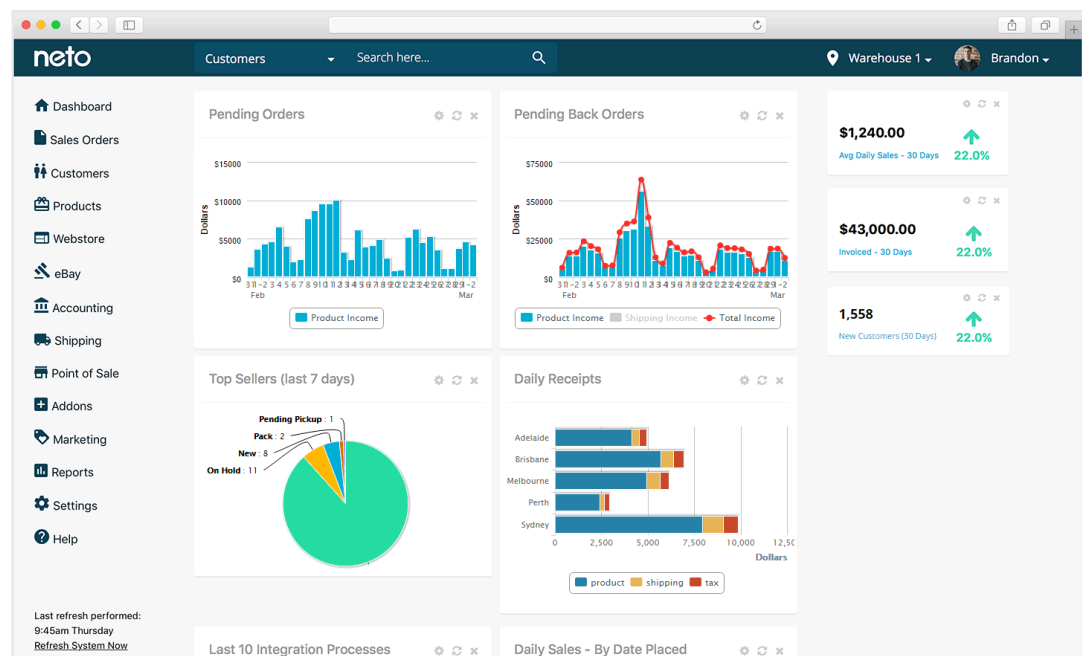 neto
Customers
Search here...
Warehouse 1
Brandon
Dashboard
Sales Orders
Customers
Products
Webstore
eBay
Accounting
Shipping
Point of Sale
Addons
Marketing
Reports
Settings
Help
Last refresh performed:
9:45am Thursday
Refresh System Now
Pending Orders
$15000
$10000
$5000
$0
Dollars
Feb
Mar
Product Income
Pending Back Orders
$75000
$50000
$25000
$0
Dollars
Feb
Mar
Product Income Shipping Income Total Income
$1,240.00
Avg Daily Sales - 30 Days
22.0%
$43,000.00
Invoiced - 30 Days
22.0%
1,558
New Customers (30 Days)
22.0%
Top Sellers (last 7 days)
Pending Pickup : 1
Pack : 2
New : 8
On Hold : 11
Daily Receipts
Adelaide
Brisbane
Melbourne
Perth
Sydney
0 2,500 5,000 7,500 10,000 12,50
Dollars
product shipping tax
Last 10 Integration Processes
Daily Sales - By Date Placed